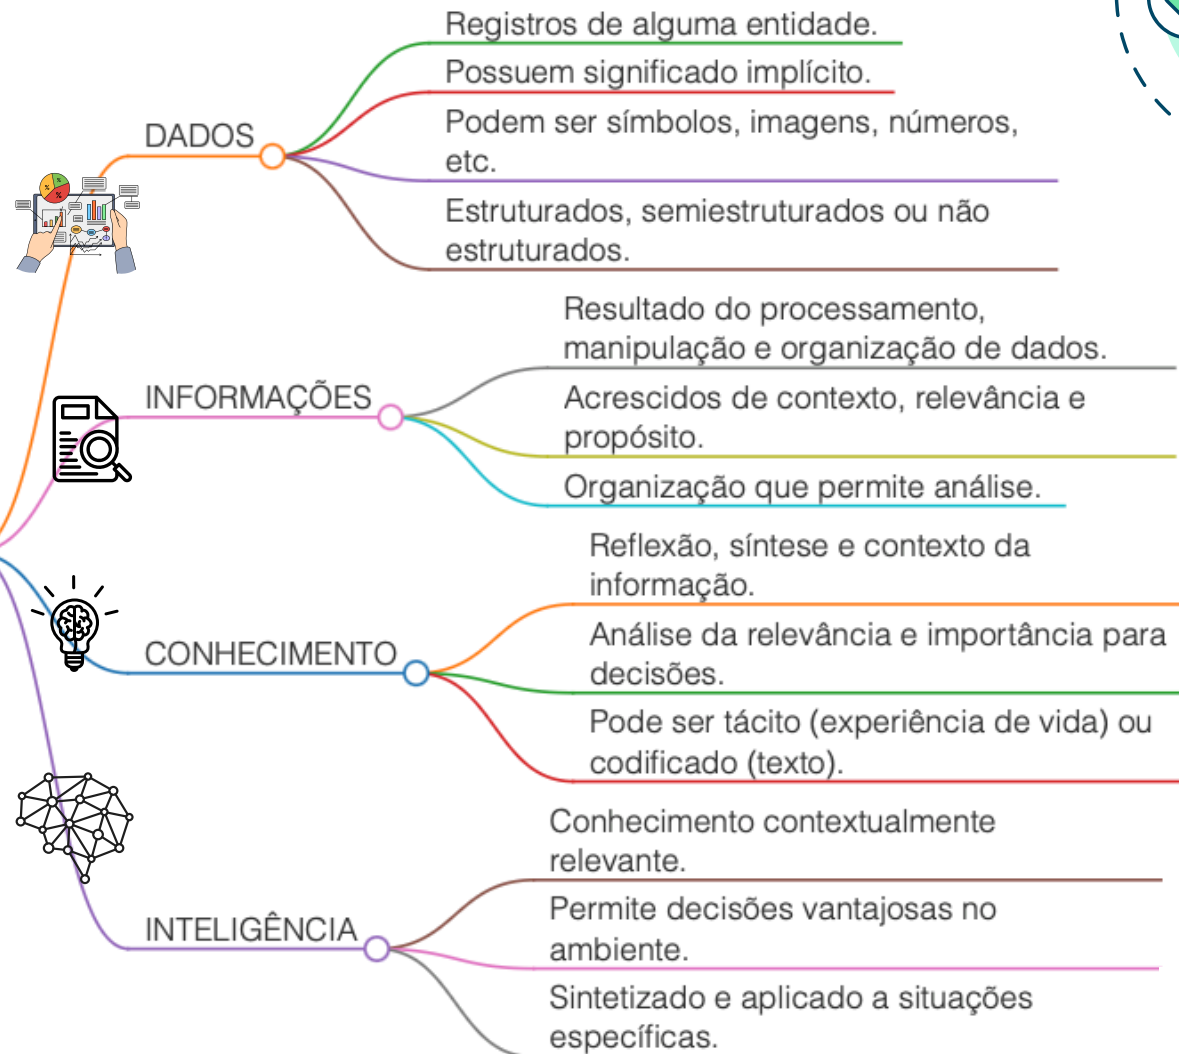 Registros de alguma entidade.
Possuem significado implícito.
DADOS
Podem ser símbolos, imagens, números,
etc.
Estruturados, semiestruturados ou não
estruturados.
Resultado do processamento,
manipulação e organização de dados.
INFORMAÇÕES
Acrescidos de contexto, relevância e
propósito.
Organização que permite análise.
Reflexão, síntese e contexto da
informação.
CONHECIMENTO
Análise da relevância e importância para
decisões.
Pode ser tácito (experiência de vida) ou
codificado (texto).
Conhecimento contextualmente
relevante.
INTELIGÊNCIA
Permite decisões vantajosas no
ambiente.
Sintetizado e aplicado a situações
específicas.